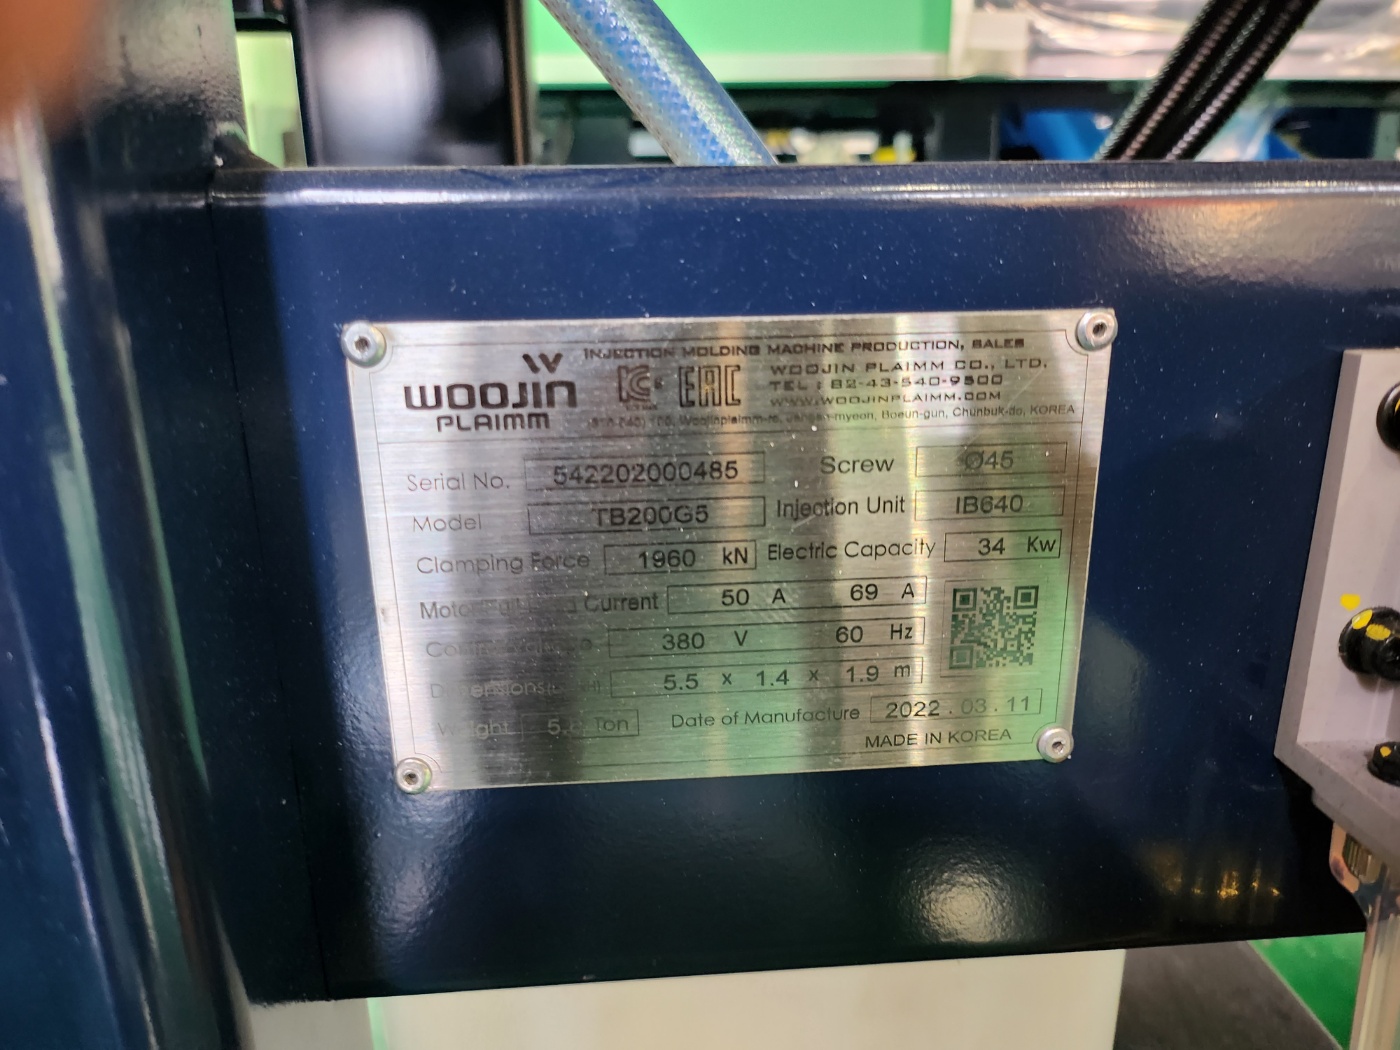 INJECTION MOLDING MACHINE PRODUCTION, SALES
WOOJIN
PLAIMM
EAC
WOOJIN PLAIMM CO., LTD.
TEL : 82-43-540-9500
WWW.WOOJINPLAIMM.COM
Woojinplaimm-ro, Boeun-gun, Chunbuk-do, KOREA
Serial No. 542202000485 Screw Ø45
Model TB200G5 Injection Unit IB640
Clamping Force 1960 kN Electric Capacity 34 Kw
Current 50 A 69 A
380 V 60 Hz
5.5 x 1.4 x 1.9 m
Weight Ton Date of Manufacture 2022 . 03 . 11
MADE IN KOREA